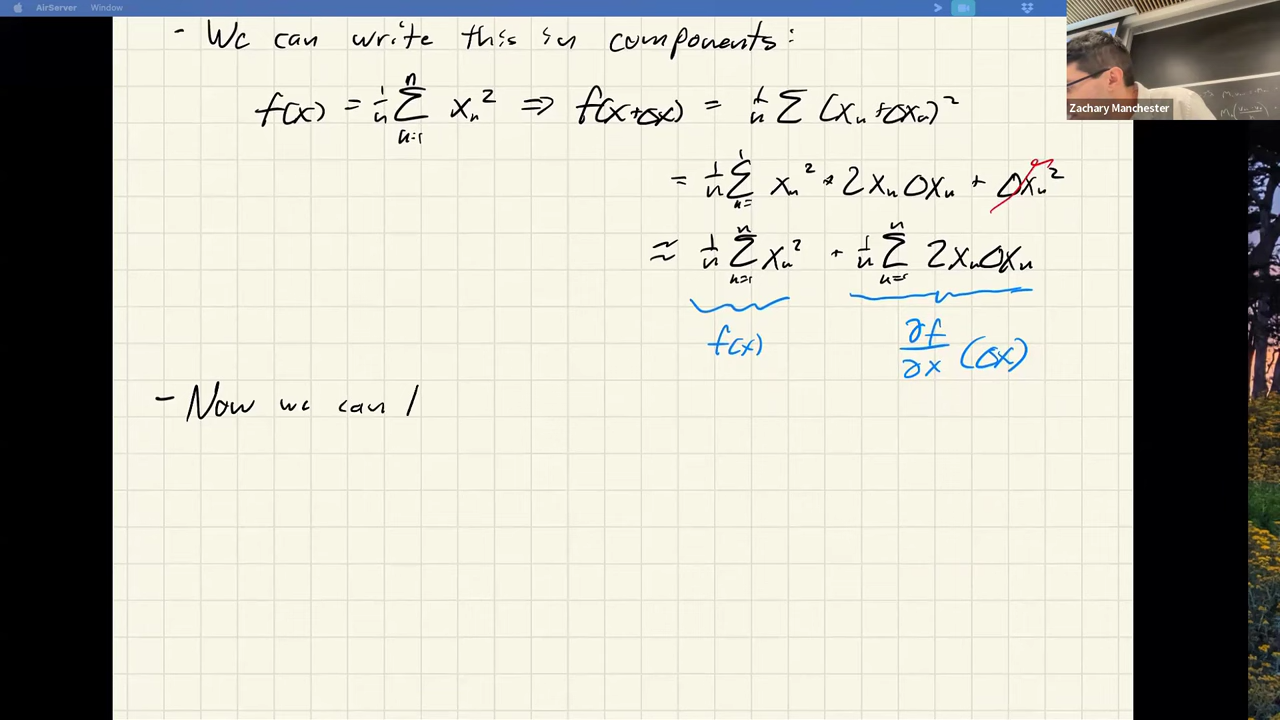 AirServer Window
- We can write this in components:
f(x) = 1/n Σ_{n=1}^{n} x_n² ⇒ f(x+Δx) = 1/n Σ (x_n + Δx_n)²
= 1/n Σ_{n=}^{1} x_n² + 2x_nΔx_n + Δx_n²
≈ 1/n Σ_{n=1}^{n} x_n² + 1/n Σ_{n=1}^{n} 2x_nΔx_n
f(x) ∂f/∂x (Δx)
- Now we can
Zachary Manchester